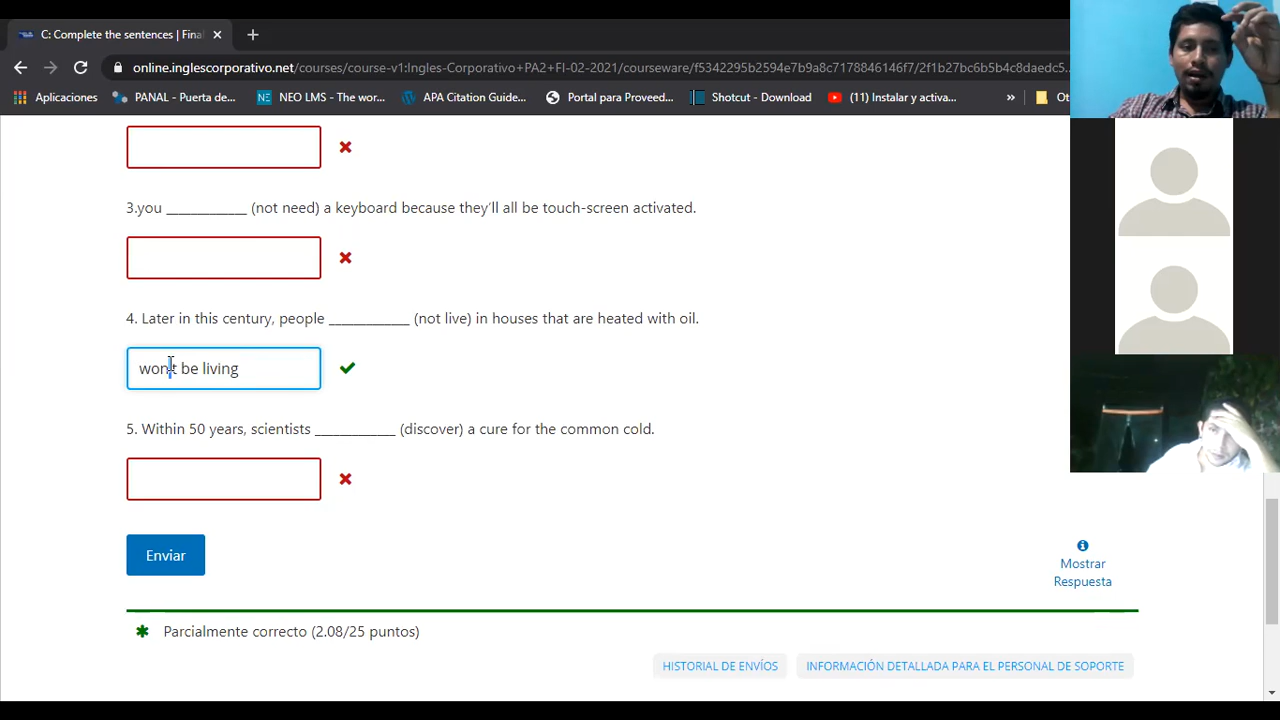 C: Complete the sentences | Final
online.inglescorporativo.net/courses/course-v1:Ingles-Corporativo+PA2+FI-02-2021/courseware/f5342295b2594e7b9a8c7178846146f7/2f1b27bc6b5b4c8daedc5...
Aplicaciones PANAL - Puerta de... NEO LMS - The wor... APA Citation Guide... Portal para Proveed... Shotcut - Download (11) Instalar y activa... » Ot
3.you _____________ (not need) a keyboard because they’ll all be touch-screen activated.
4. Later in this century, people _____________ (not live) in houses that are heated with oil.
won't be living
5. Within 50 years, scientists _____________ (discover) a cure for the common cold.
Enviar
Mostrar
Respuesta
Parcialmente correcto (2.08/25 puntos)
HISTORIAL DE ENVÍOS INFORMACIÓN DETALLADA PARA EL PERSONAL DE SOPORTE